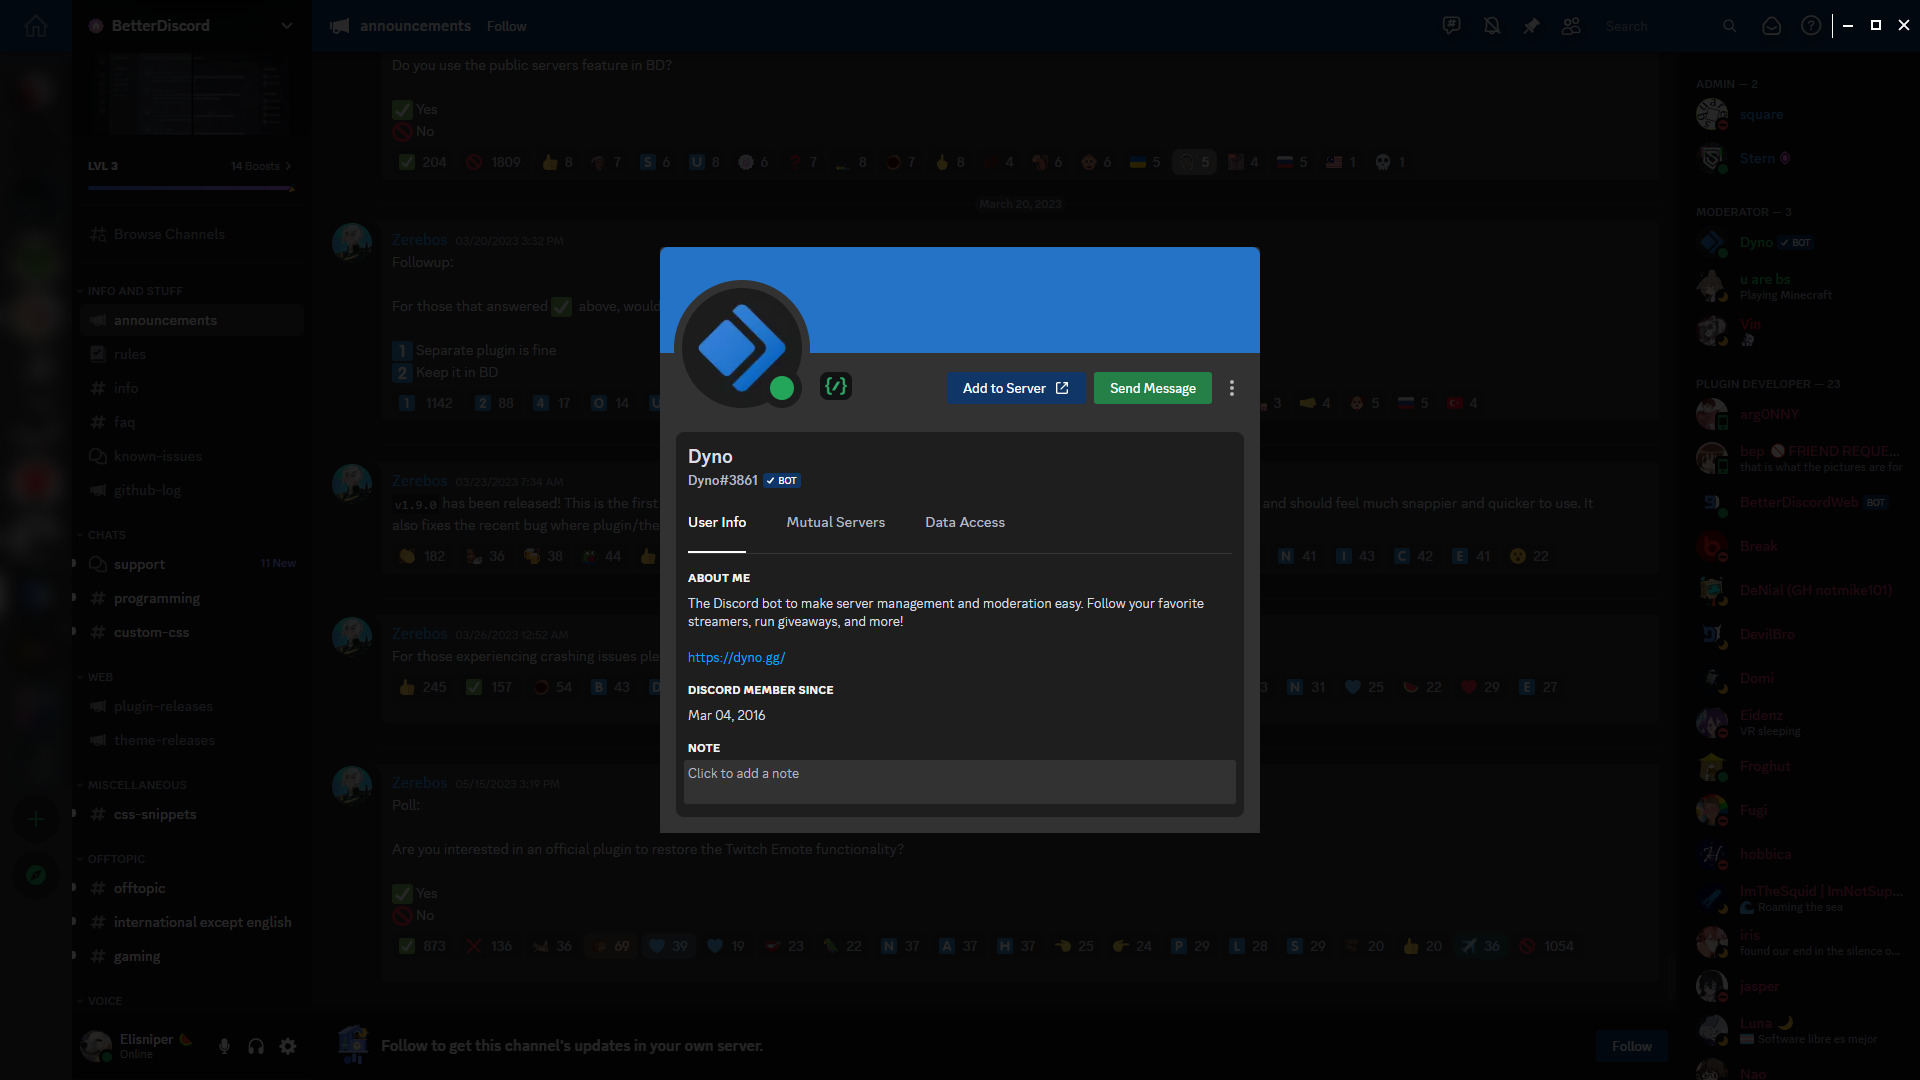 BetterDiscord
LVL 3
14 Boosts
Browse Channels
INFO AND STUFF
announcements
rules
info
faq
known-issues
github-log
CHATS
support
11 New
programming
custom-css
WEB
plugin-releases
theme-releases
MISCELLANEOUS
css-snippets
OFFTOPIC
offtopic
international except english
gaming
VOICE
Elisniper
Online
announcements Follow
Search
Do you use the public servers feature in BD?
Yes
No
204 1809 8 7 6 8 6 7 8 7 8 4 6 6 5 5 4 5 1 1
March 20, 2023
Zerebos 03/20/2023 3:32 PM
Followup:
For those that answered above, would
1 Separate plugin is fine
2 Keep it in BD
1 1142 2 88 4 17 O 14 U 3 4 5 5 4
Zerebos 03/23/2023 7:34 AM
v1.9.0 has been released! This is the first and should feel much snappier and quicker to use. It
also fixes the recent bug where plugin/the
182 36 38 44 N 41 I 43 C 42 E 41 22
Zerebos 03/26/2023 12:52 AM
For those experiencing crashing issues ple
245 157 54 B 43 D 3 N 31 25 22 29 E 27
Zerebos 05/15/2023 3:19 PM
Poll:
Are you interested in an official plugin to restore the Twitch Emote functionality?
Yes
No
873 136 36 69 39 19 23 22 N 37 A 37 H 37 25 24 P 29 L 28 S 29 20 20 36 1054
Follow to get this channel's updates in your own server.
Follow
Add to Server
Send Message
Dyno
Dyno#3861 BOT
User Info
Mutual Servers
Data Access
ABOUT ME
The Discord bot to make server management and moderation easy. Follow your favorite
streamers, run giveaways, and more!
https://dyno.gg/
DISCORD MEMBER SINCE
Mar 04, 2016
NOTE
Click to add a note
ADMIN — 2
square
Stern
MODERATOR — 3
Dyno BOT
u are bs
Playing Minecraft
Vin
PLUGIN DEVELOPER — 23
arg0NNY
bep FRIEND REQUE...
that is what the pictures are for
BetterDiscordWeb BOT
Break
DeNial (GH notmike101)
DevilBro
Domi
Eidenz
VR sleeping
Froghut
Fugi
hobbica
ImTheSquid | ImNotSup...
Roaming the sea
iris
found our end in the silence o...
jasper
Luna
Software libre es mejor
Nao